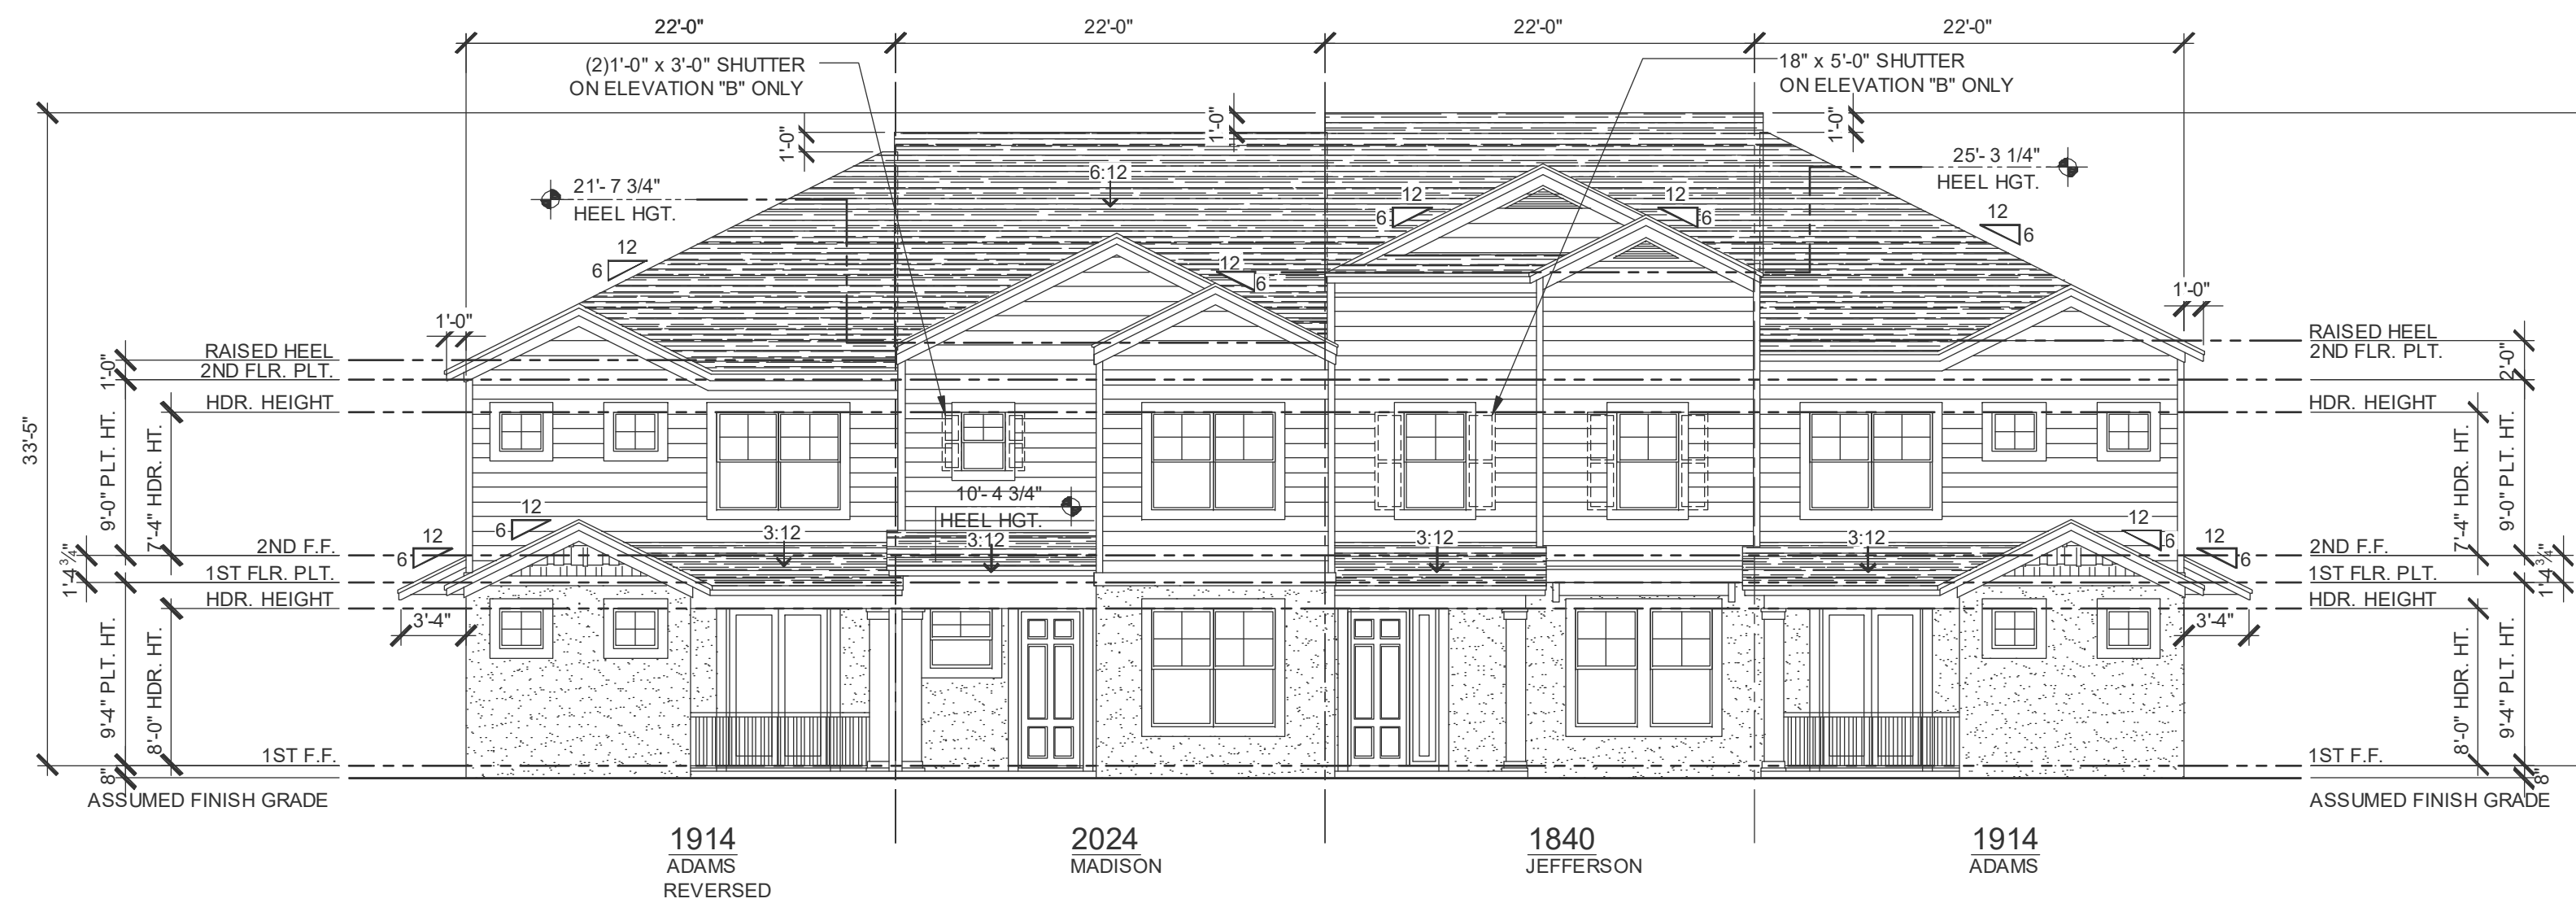 22'-0"
22'-0"
22'-0"
22'-0"
(2)1'-0" x 3'-0" SHUTTER
ON ELEVATION "B" ONLY
18" x 5'-0" SHUTTER
ON ELEVATION "B" ONLY
1'-0"
1'-0"
1'-0"
21'- 7 3/4"
HEEL HGT.
6:12
25'- 3 1/4"
HEEL HGT.
12
6
12
6
12
6
12
6
12
6
1'-0"
1'-0"
RAISED HEEL
2ND FLR. PLT.
HDR. HEIGHT
RAISED HEEL
2ND FLR. PLT.
HDR. HEIGHT
1'-0"
2'-0"
33'-5"
9'-0" PLT. HT.
7'-4" HDR. HT.
7'-4" HDR. HT.
9'-0" PLT. HT.
10'- 4 3/4"
HEEL HGT.
12
6
12
6
3:12
3:12
3:12
3:12
12
6
12
6
2ND F.F.
1ST FLR. PLT.
HDR. HEIGHT
2ND F.F.
1ST FLR. PLT.
HDR. HEIGHT
1'-4 3/4"
1'-4 3/4"
3'-4"
3'-4"
9'-4" PLT. HT.
8'-0" HDR. HT.
8'-0" HDR. HT.
9'-4" PLT. HT.
1ST F.F.
1ST F.F.
8"
8"
ASSUMED FINISH GRADE
ASSUMED FINISH GRADE
1914
ADAMS
REVERSED
2024
MADISON
1840
JEFFERSON
1914
ADAMS